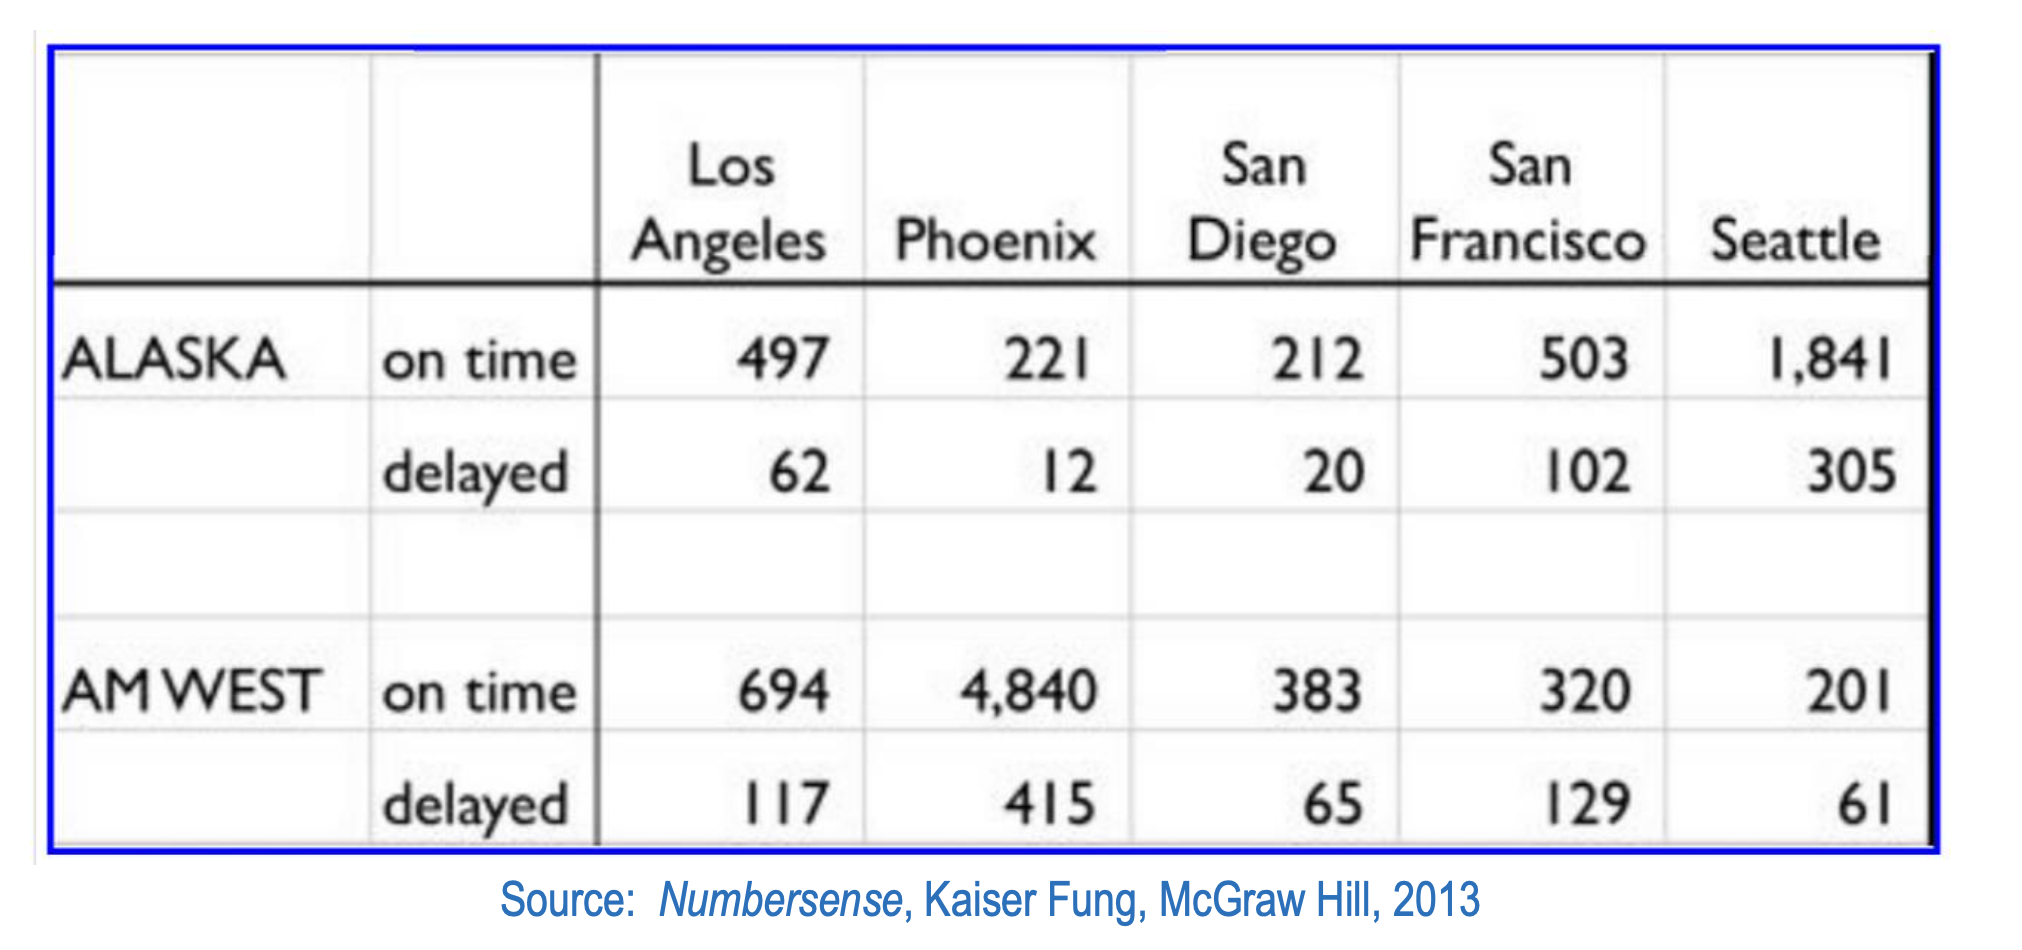 Los Angeles Phoenix San Diego San Francisco Seattle
ALASKA on time 497 221 212 503 1,841
delayed 62 12 20 102 305
AM WEST on time 694 4,840 383 320 201
delayed 117 415 65 129 61
Source: Numbersense, Kaiser Fung, McGraw Hill, 2013